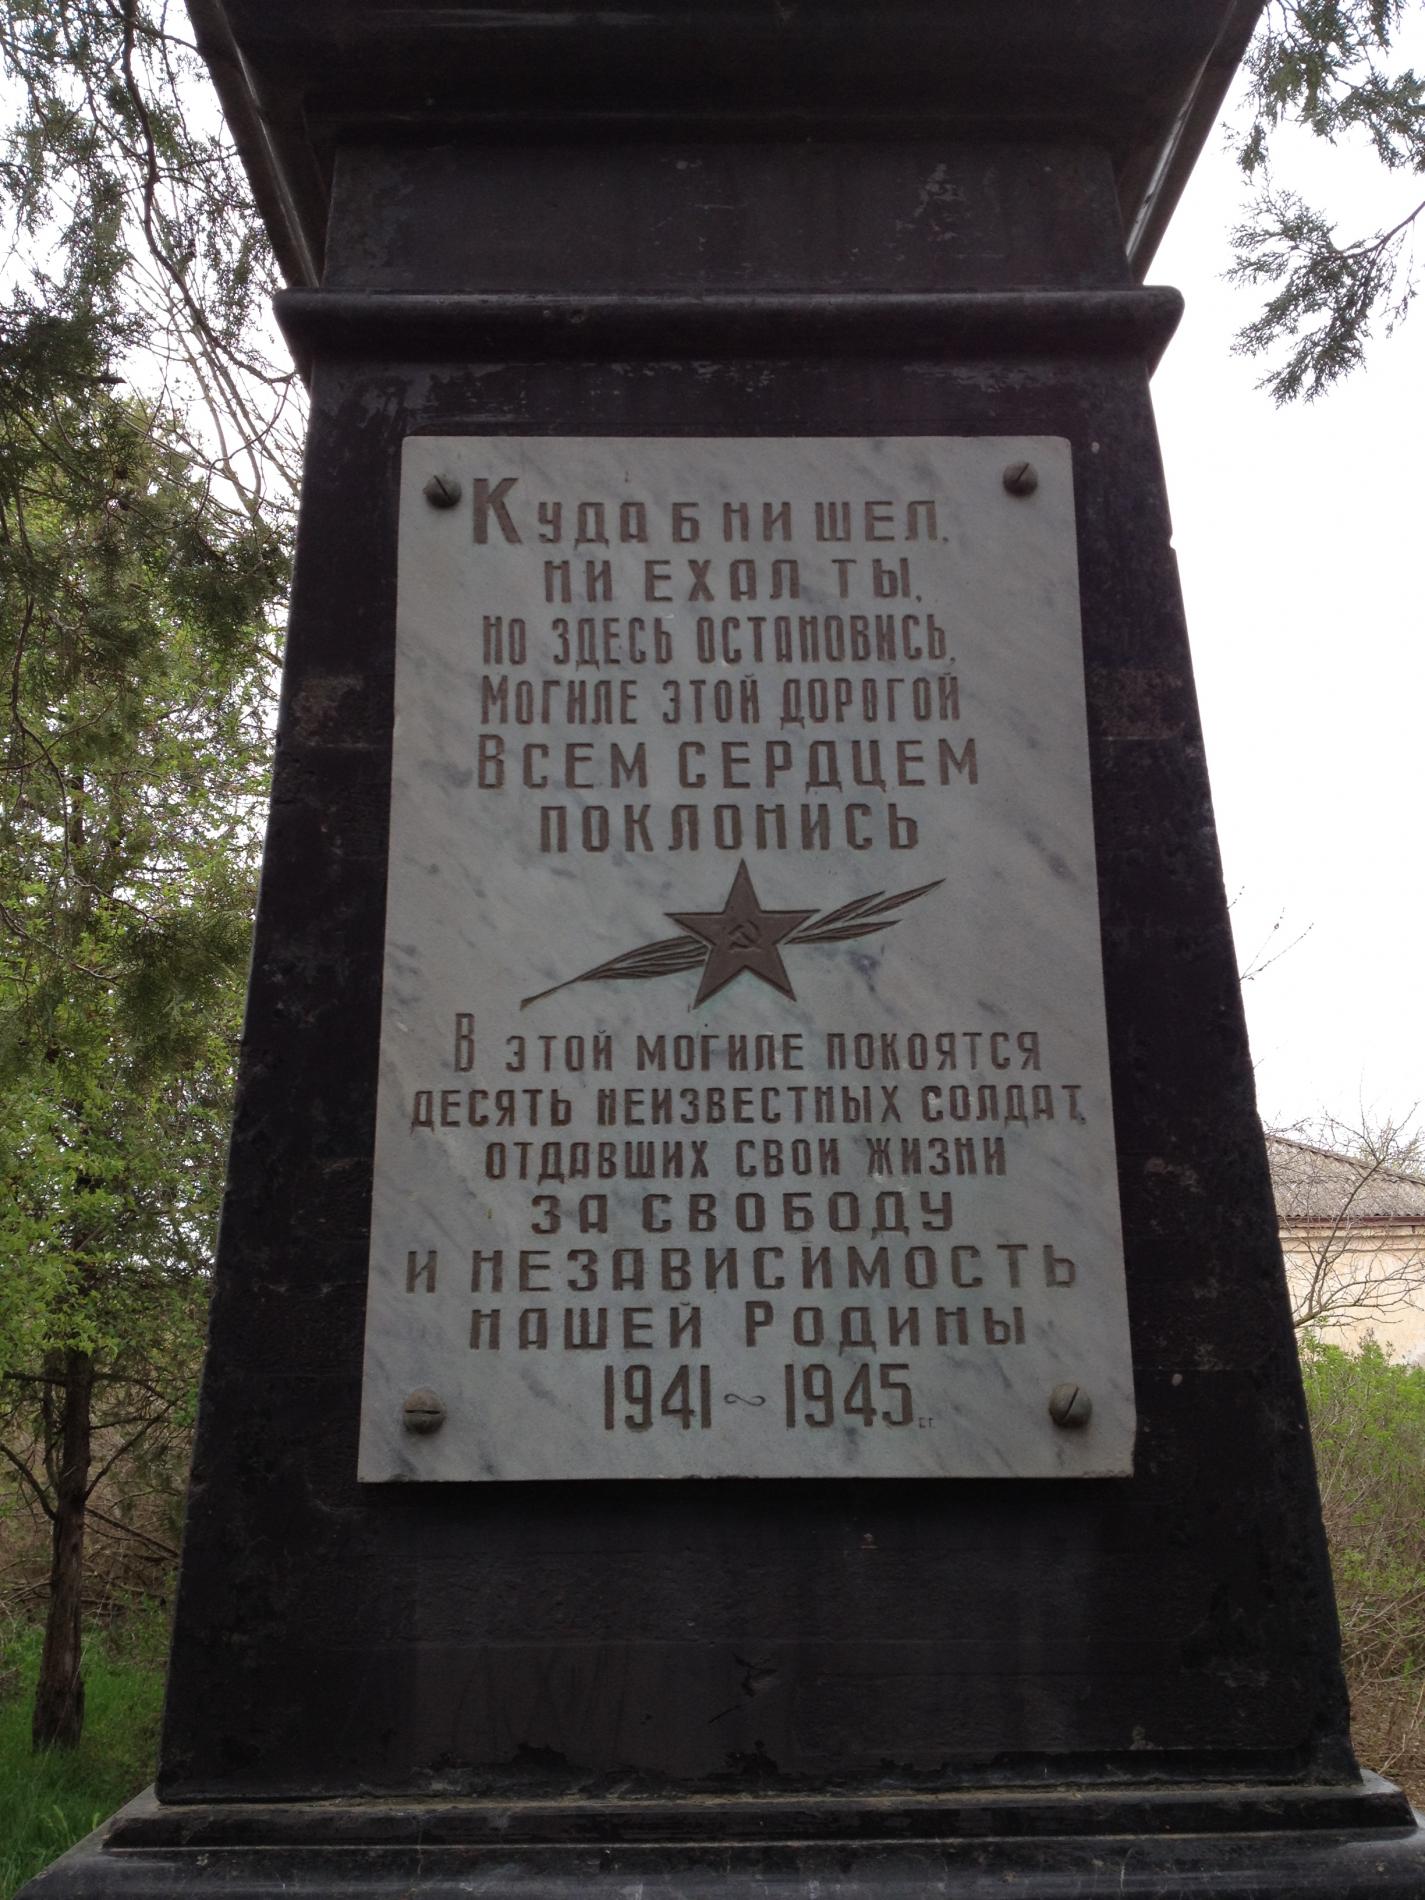 Куда б ни шел,
ни ехал ты,
но здесь остановись,
Могиле этой дорогой
Всем сердцем
поклонись
В этой могиле покоятся
десять неизвестных солдат,
отдавших свои жизни
за свободу
и независимость
нашей Родины
1941 ~ 1945 г.г.